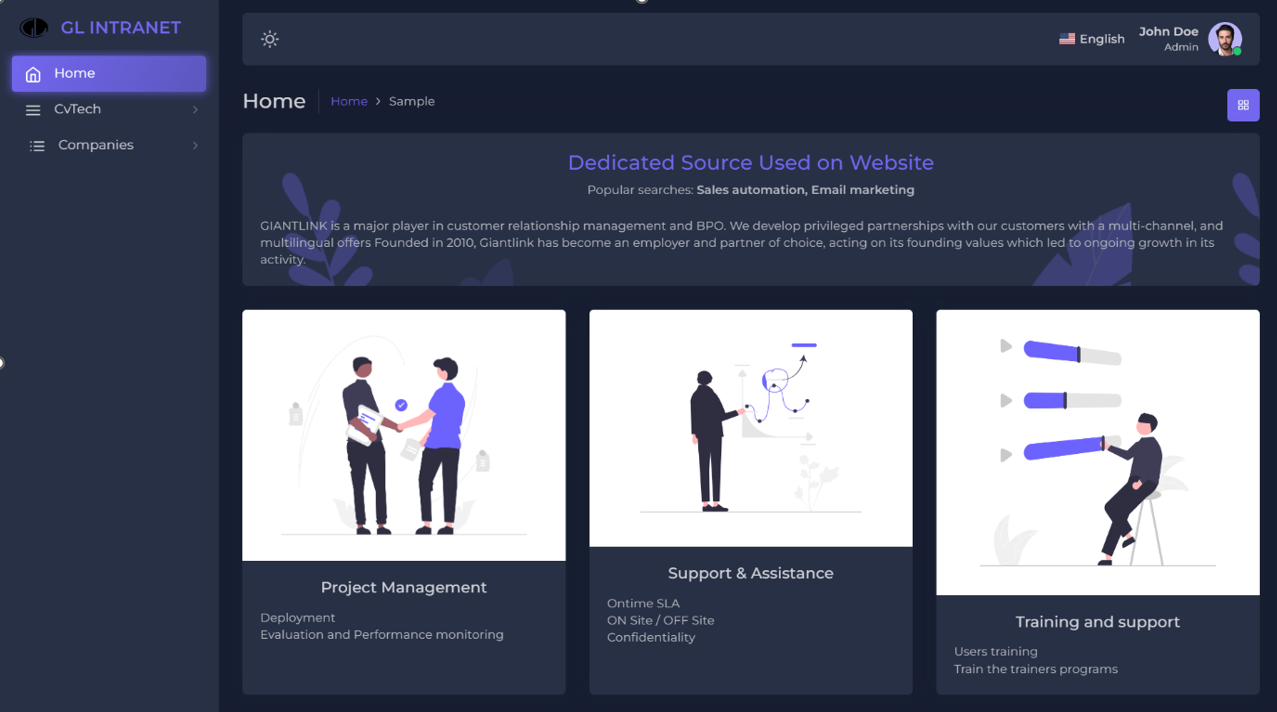 GL INTRANET
Home
CvTech
Companies
English
John Doe
Admin
Home
Home > Sample
Dedicated Source Used on Website
Popular searches: Sales automation, Email marketing
GIANTLINK is a major player in customer relationship management and BPO. We develop privileged partnerships with our customers with a multi-channel, and
multilingual offers Founded in 2010, Giantlink has become an employer and partner of choice, acting on its founding values which led to ongoing growth in its
activity.
Project Management
Deployment
Evaluation and Performance monitoring
Support & Assistance
Ontime SLA
ON Site / OFF Site
Confidentiality
Training and support
Users training
Train the trainers programs